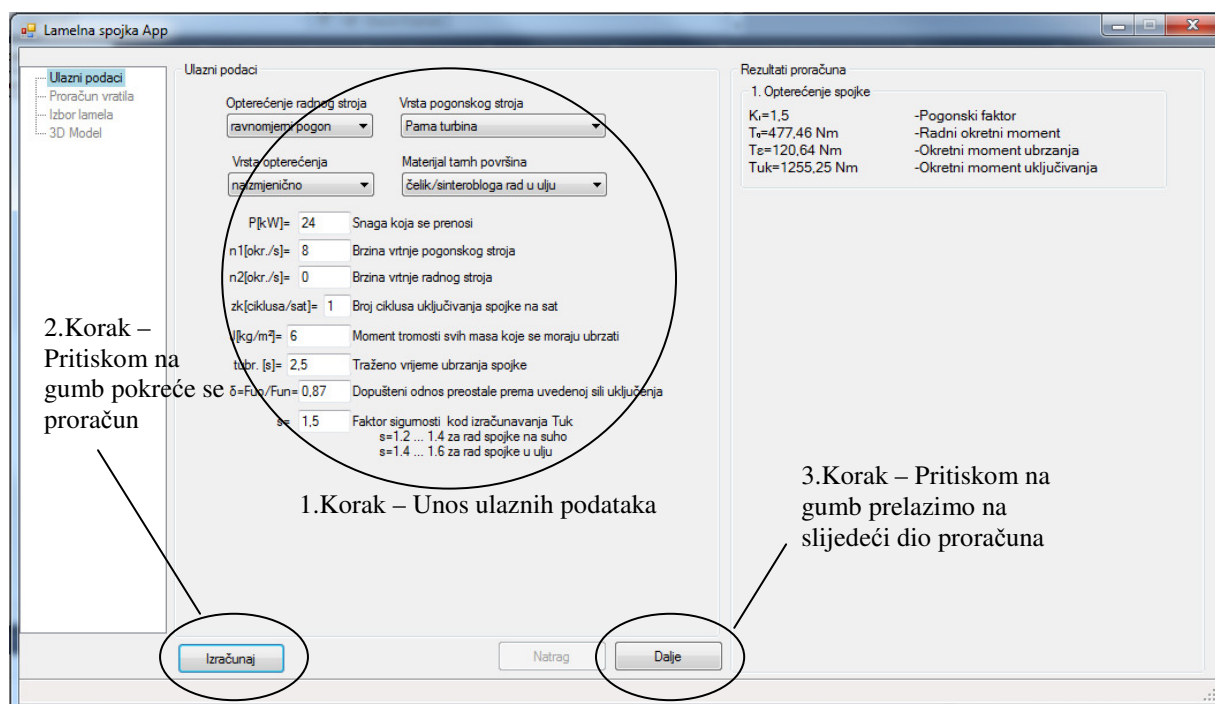 Lamelna spojka App
Ulazni podaci
Proračun vratila
Izbor lamela
3D Model
Ulazni podaci
Opterećenje radnog stroja
Vrsta pogonskog stroja
ravnomjerni pogon
Parna turbina
Vrsta opterećenja
Materijal tarnih površina
naizmjenično
čelik/sinterobloga rad u ulju
P[kW]= 24 Snaga koja se prenosi
n1[okr./s]= 8 Brzina vrtnje pogonskog stroja
n2[okr./s]= 0 Brzina vrtnje radnog stroja
zk[ciklusa/sat]= 1 Broj ciklusa uključivanja spojke na sat
J[kg/m²]= 6 Moment tromosti svih masa koje se moraju ubrzati
tubr. [s]= 2,5 Traženo vrijeme ubrzanja spojke
δ=Fuo/Fun= 0,87 Dopušteni odnos preostale prema uvedenoj sili uključenja
s= 1,5 Faktor sigurnosti kod izračunavanja Tuk
s=1.2 ... 1.4 za rad spojke na suho
s=1.4 ... 1.6 za rad spojke u ulju
1.Korak – Unos ulaznih podataka
2.Korak –
Pritiskom na
gumb pokreće se
proračun
Izračunaj
Natrag
Dalje
Rezultati proračuna
1. Opterećenje spojke
K₁=1,5 -Pogonski faktor
Tₒ=477,46 Nm -Radni okretni moment
Tε=120,64 Nm -Okretni moment ubrzanja
Tuk=1255,25 Nm -Okretni moment uključivanja
3.Korak – Pritiskom na
gumb prelazimo na
slijedeći dio proračuna